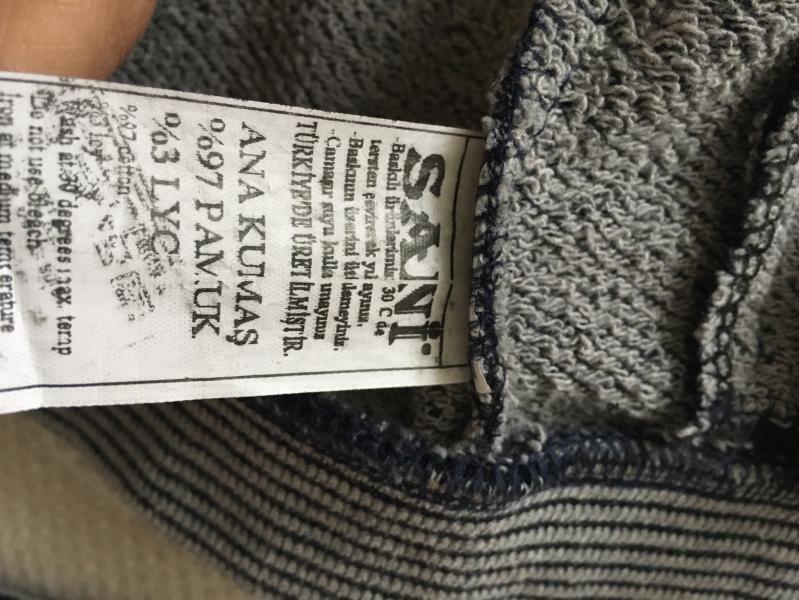 SANİ
-Baskılı ürünlerimizi 30 C de
tersten çevirerek yıkayınız.
-Baskının üstünü ütülemeyiniz.
-Çamaşır suyu kullanmayınız
TÜRKİYE'DE ÜRETİLMİŞTİR.
ANA KUMAŞ
%97 PAMUK
%3 LYC
%97 cotton
Wash at 30 degrees max temp
Do not use bleach
Iron at medium temperature